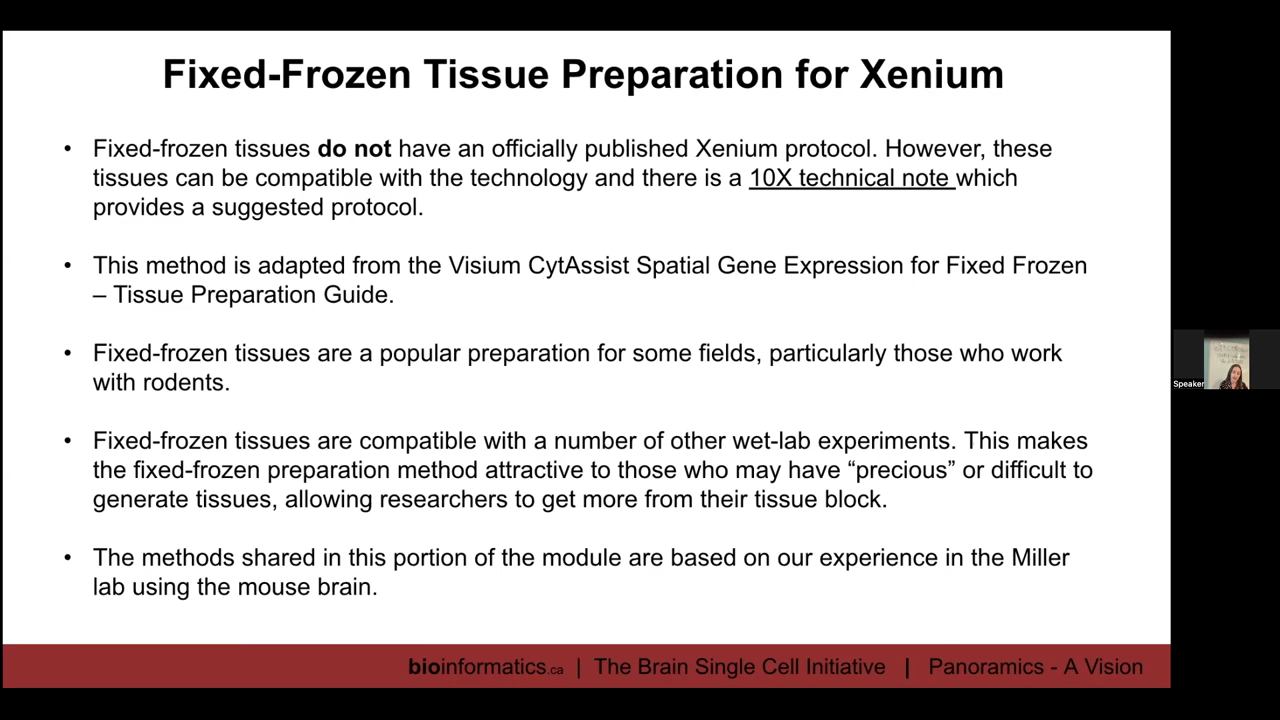 Fixed-Frozen Tissue Preparation for Xenium
• Fixed-frozen tissues do not have an officially published Xenium protocol. However, these
tissues can be compatible with the technology and there is a 10X technical note which
provides a suggested protocol.
• This method is adapted from the Visium CytAssist Spatial Gene Expression for Fixed Frozen
– Tissue Preparation Guide.
• Fixed-frozen tissues are a popular preparation for some fields, particularly those who work
with rodents.
• Fixed-frozen tissues are compatible with a number of other wet-lab experiments. This makes
the fixed-frozen preparation method attractive to those who may have “precious” or difficult to
generate tissues, allowing researchers to get more from their tissue block.
• The methods shared in this portion of the module are based on our experience in the Miller
lab using the mouse brain.
bioinformatics.ca | The Brain Single Cell Initiative | Panoramics - A Vision
Speaker